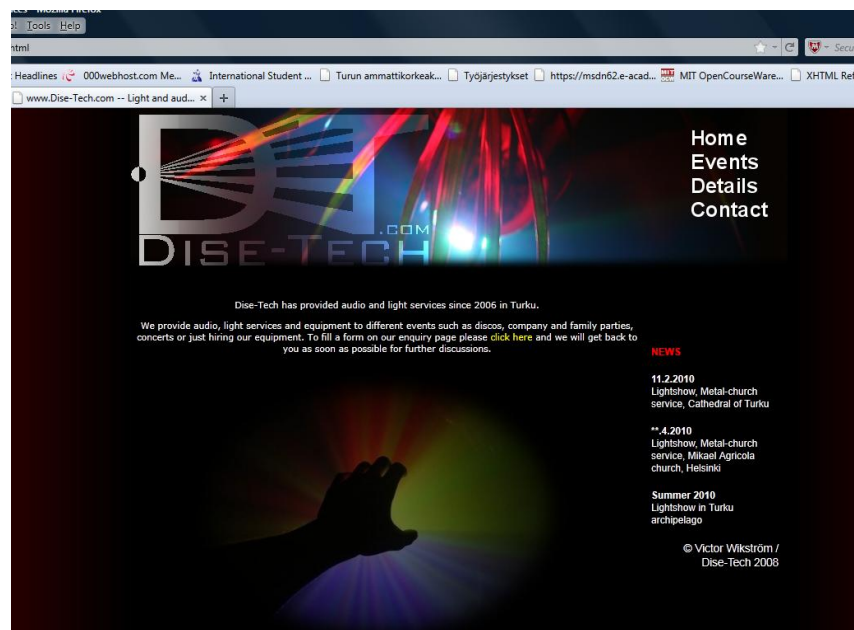 Tools Help
html
Headlines
000webhost.com Me...
International Student ...
Turun ammattikorkeak...
Työjärjestykset
https://msdn62.e-acad...
MIT OpenCourseWare...
XHTML Ref
www.Dise-Tech.com -- Light and aud...
.COM
DISE-TECH
Home
Events
Details
Contact
Dise-Tech has provided audio and light services since 2006 in Turku.
We provide audio, light services and equipment to different events such as discos, company and family parties,
concerts or just hiring our equipment. To fill a form on our enquiry page please click here and we will get back to
you as soon as possible for further discussions.
NEWS
11.2.2010
Lightshow, Metal-church
service, Cathedral of Turku
**.4.2010
Lightshow, Metal-church
service, Mikael Agricola
church, Helsinki
Summer 2010
Lightshow in Turku
archipelago
© Victor Wikström /
Dise-Tech 2008